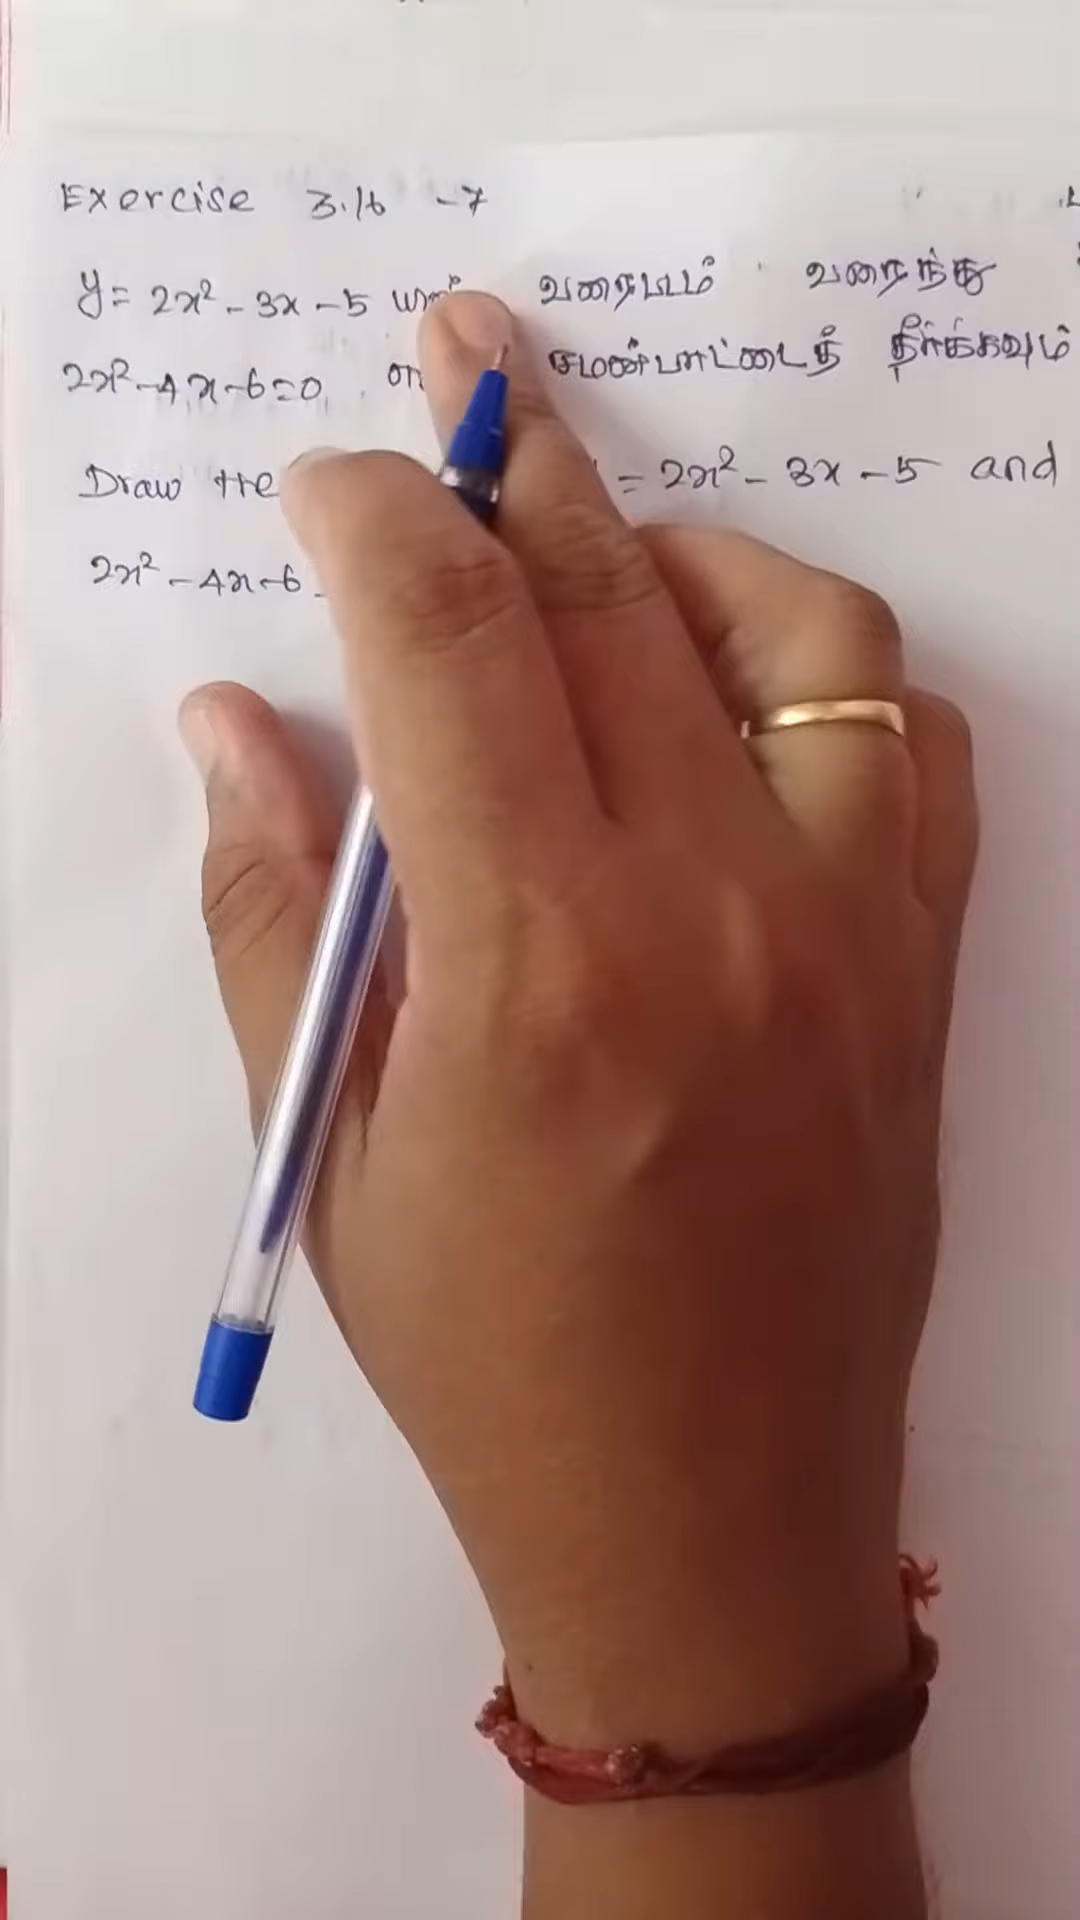 Exercise 3.16 -7
y = 2x² - 3x - 5 வரைபடம் வரைந்து
2x² - 4x - 6 = 0 சமன்பாட்டைத் தீர்க்கவும்
Draw the = 2x² - 3x - 5 and
2x² - 4x - 6